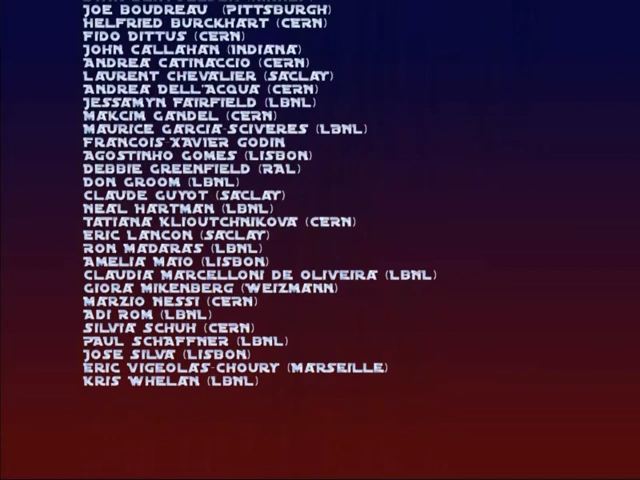 JOE BOUDREAU (PITTSBURGH)
HELFRIED BURCKHART (CERN)
FIDO DITTUS (CERN)
JOHN CALLAHAN (INDIANA)
ANDREA CATINACCIO (CERN)
LAURENT CHEVALIER (SACLAY)
ANDREA DELL'ACQUA (CERN)
JESSAMYN FAIRFIELD (LBNL)
MAKCIM GANDEL (CERN)
MAURICE GARCIA-SCIVERES (LBNL)
FRANCOIS XAVIER GODIN
AGOSTINHO GOMES (LISBON)
DEBBIE GREENFIELD (RAL)
DON GROOM (LBNL)
CLAUDE GUYOT (SACLAY)
NEAL HARTMAN (LBNL)
TATIANA KLIOUTCHNIKOVA (CERN)
ERIC LANCON (SACLAY)
RON MADARAS (LBNL)
AMELIA MAIO (LISBON)
CLAUDIA MARCELLONI DE OLIVEIRA (LBNL)
GIORA MIKENBERG (WEIZMANN)
MARZIO NESSI (CERN)
ADI ROM (LBNL)
SILVIA SCHUH (CERN)
PAUL SCHAFFNER (LBNL)
JOSE SILVA (LISBON)
ERIC VIGEOLAS-CHOURY (MARSEILLE)
KRIS WHELAN (LBNL)